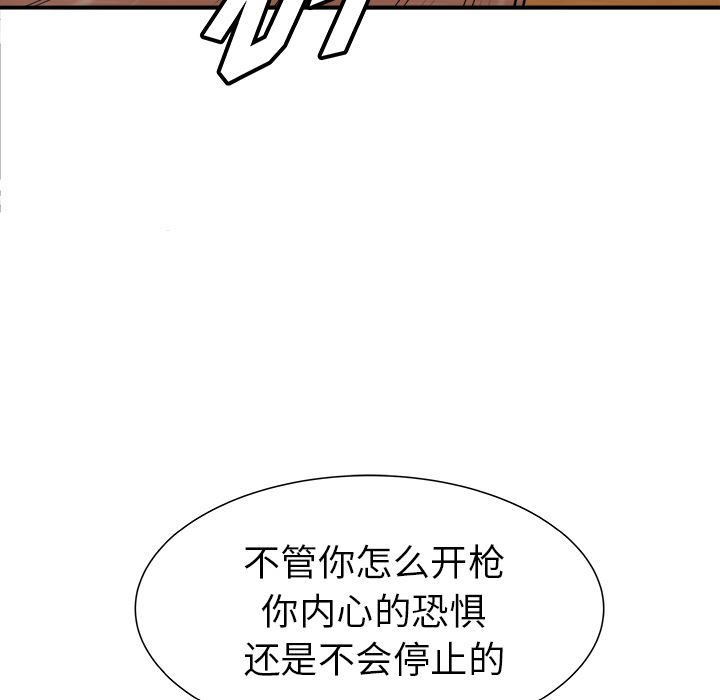 不管你怎么开枪
你内心的恐惧
还是不会停止的